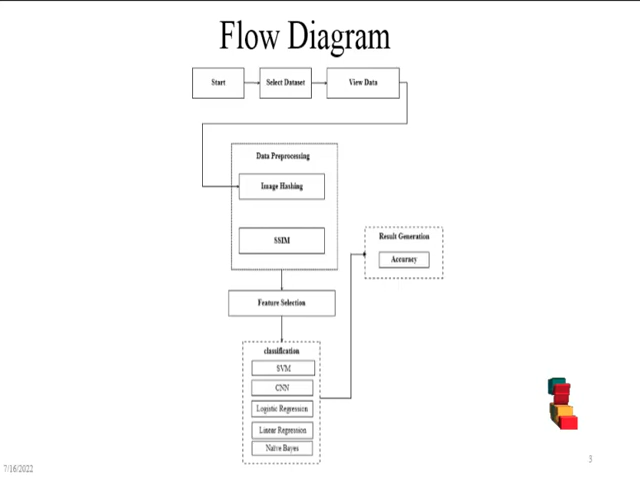 Flow Diagram
Start
Select Dataset
View Data
Data Preprocessing
Image Hashing
SSIM
Feature Selection
classification
SVM
CNN
Logistic Regression
Linear Regression
Naive Bayes
Result Generation
Accuracy
7/16/2022
3